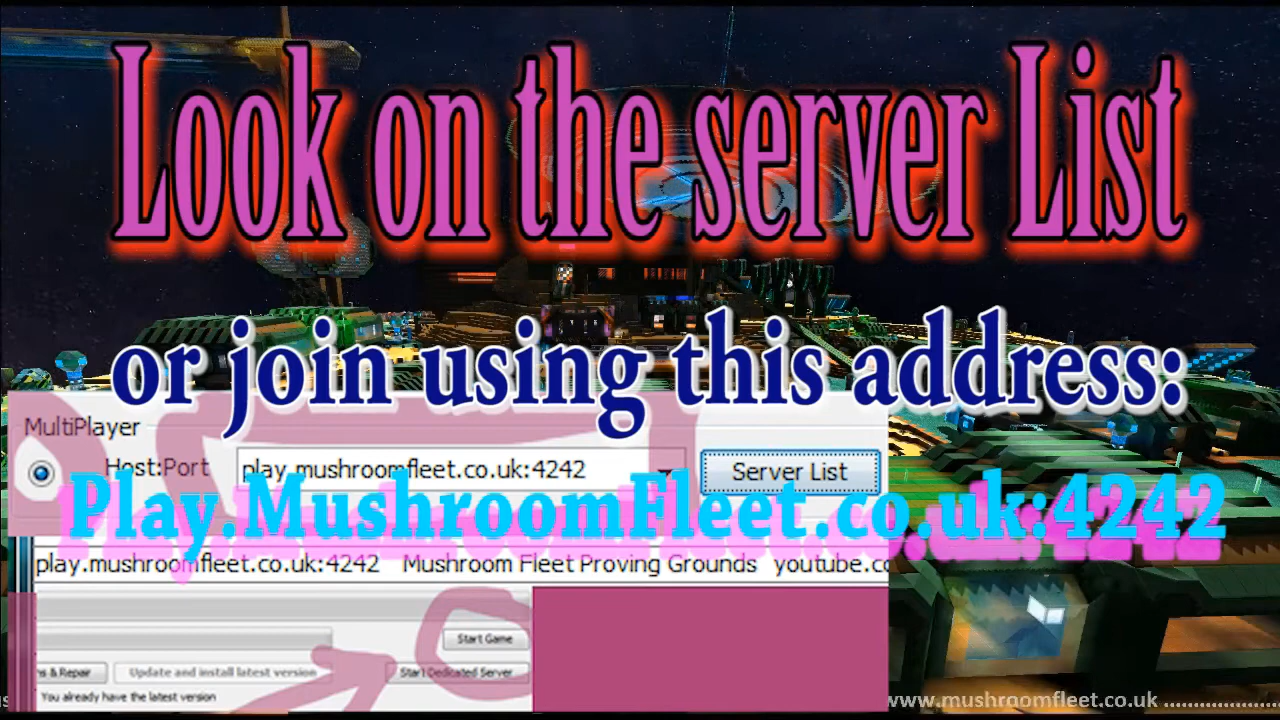 Look on the server List
or join using this address:
MultiPlayer
Host:Port play.mushroomfleet.co.uk:4242 Server List
Play.MushroomFleet.co.uk:4242
play.mushroomfleet.co.uk:4242 Mushroom Fleet Proving Grounds youtube.co
Start Game
ns & Repair Update and install latest version Start Dedicated Server
You already have the latest version
www.mushroomfleet.co.uk ..................